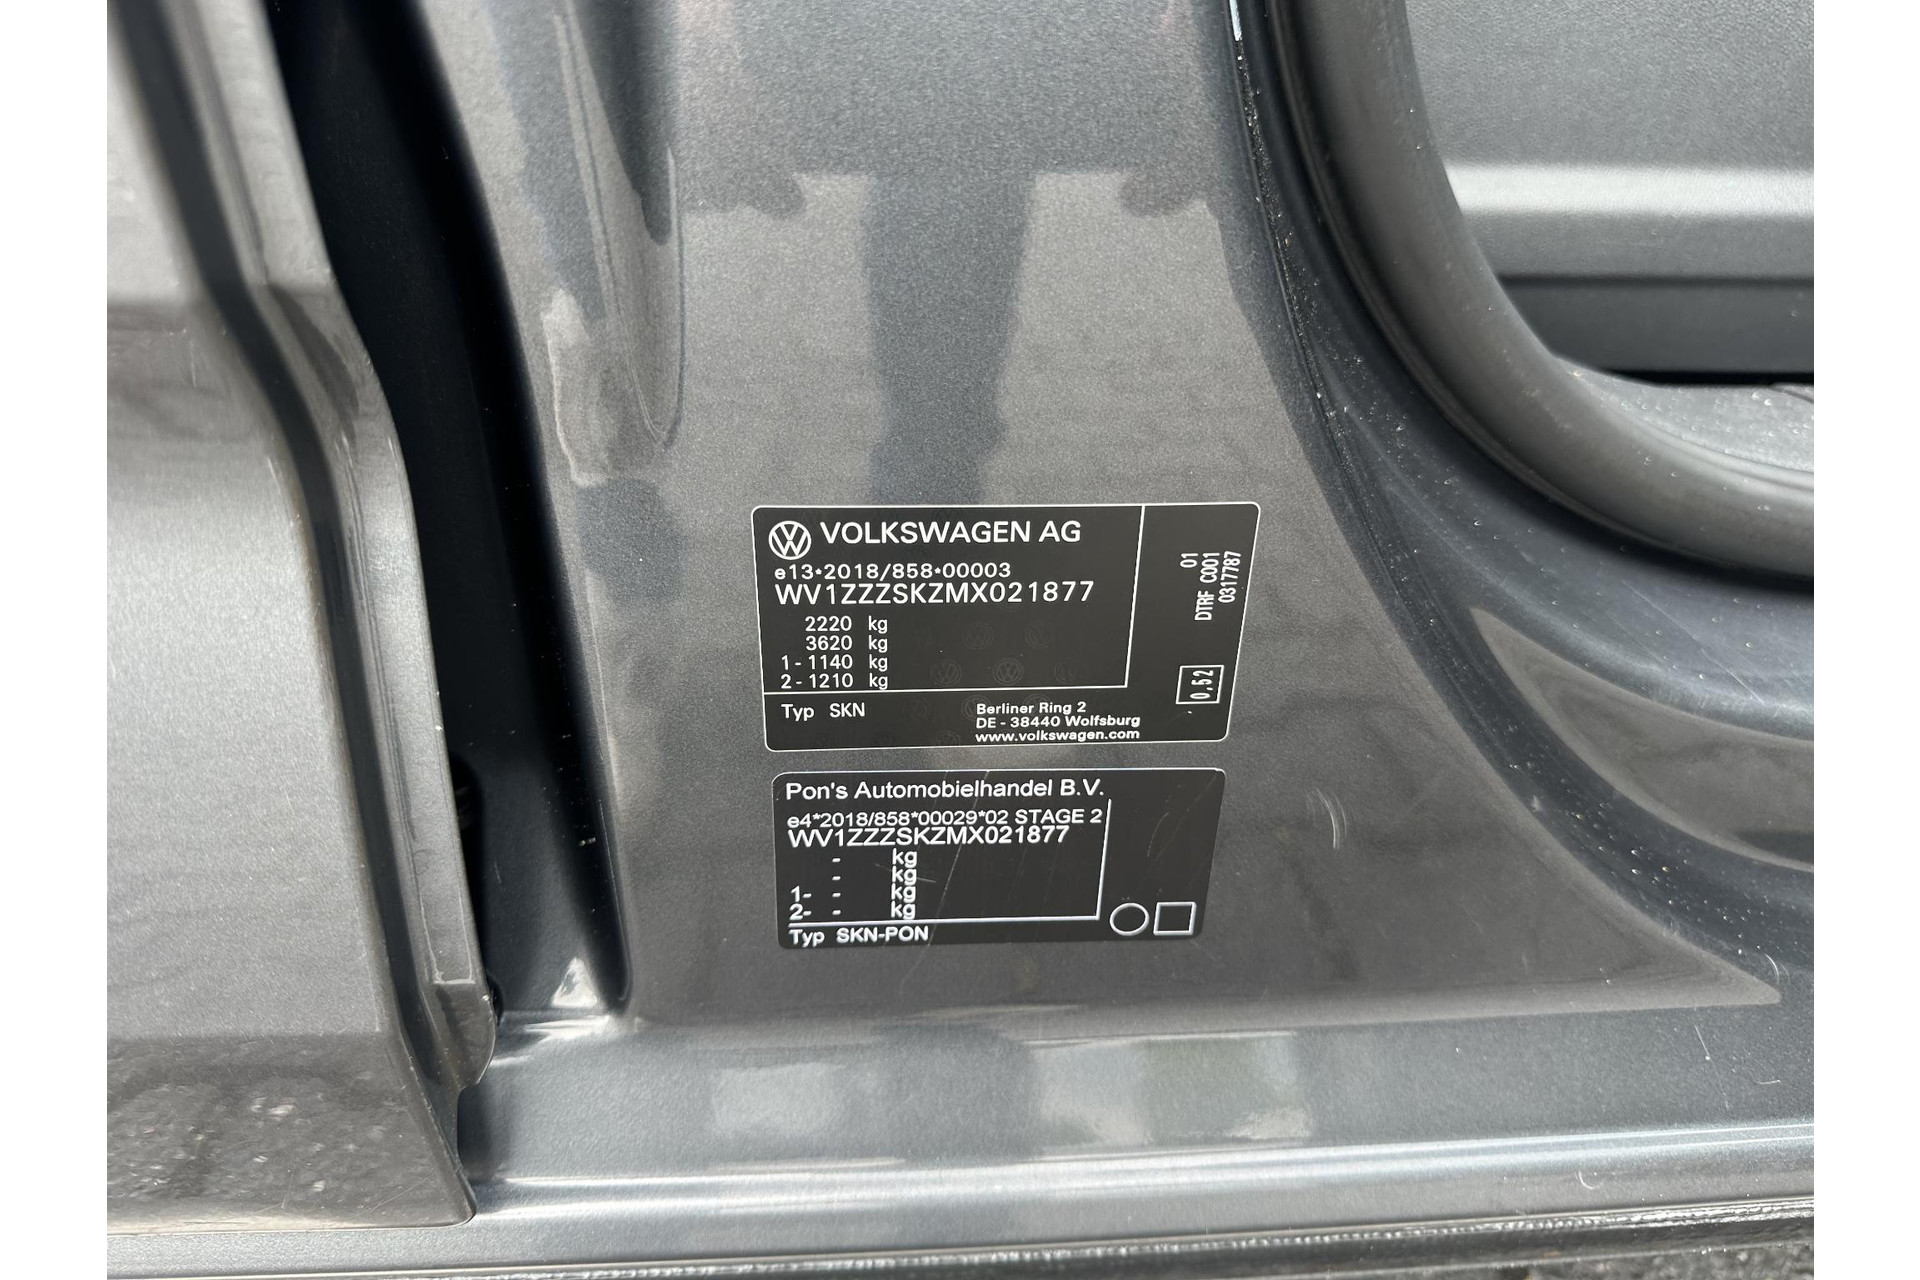 VOLKSWAGEN AG
e13*2018/858*00003
WV1ZZZSKZMX021877
2220 kg
3620 kg
1 - 1140 kg
2 - 1210 kg
Typ SKN
Berliner Ring 2
DE - 38440 Wolfsburg
www.volkswagen.com
01
DTRF C001
0317787
0,52
Pon's Automobielhandel B.V.
e4*2018/858*00029*02 STAGE 2
WV1ZZZSKZMX021877
- kg
- kg
1- - kg
2- - kg
Typ SKN-PON